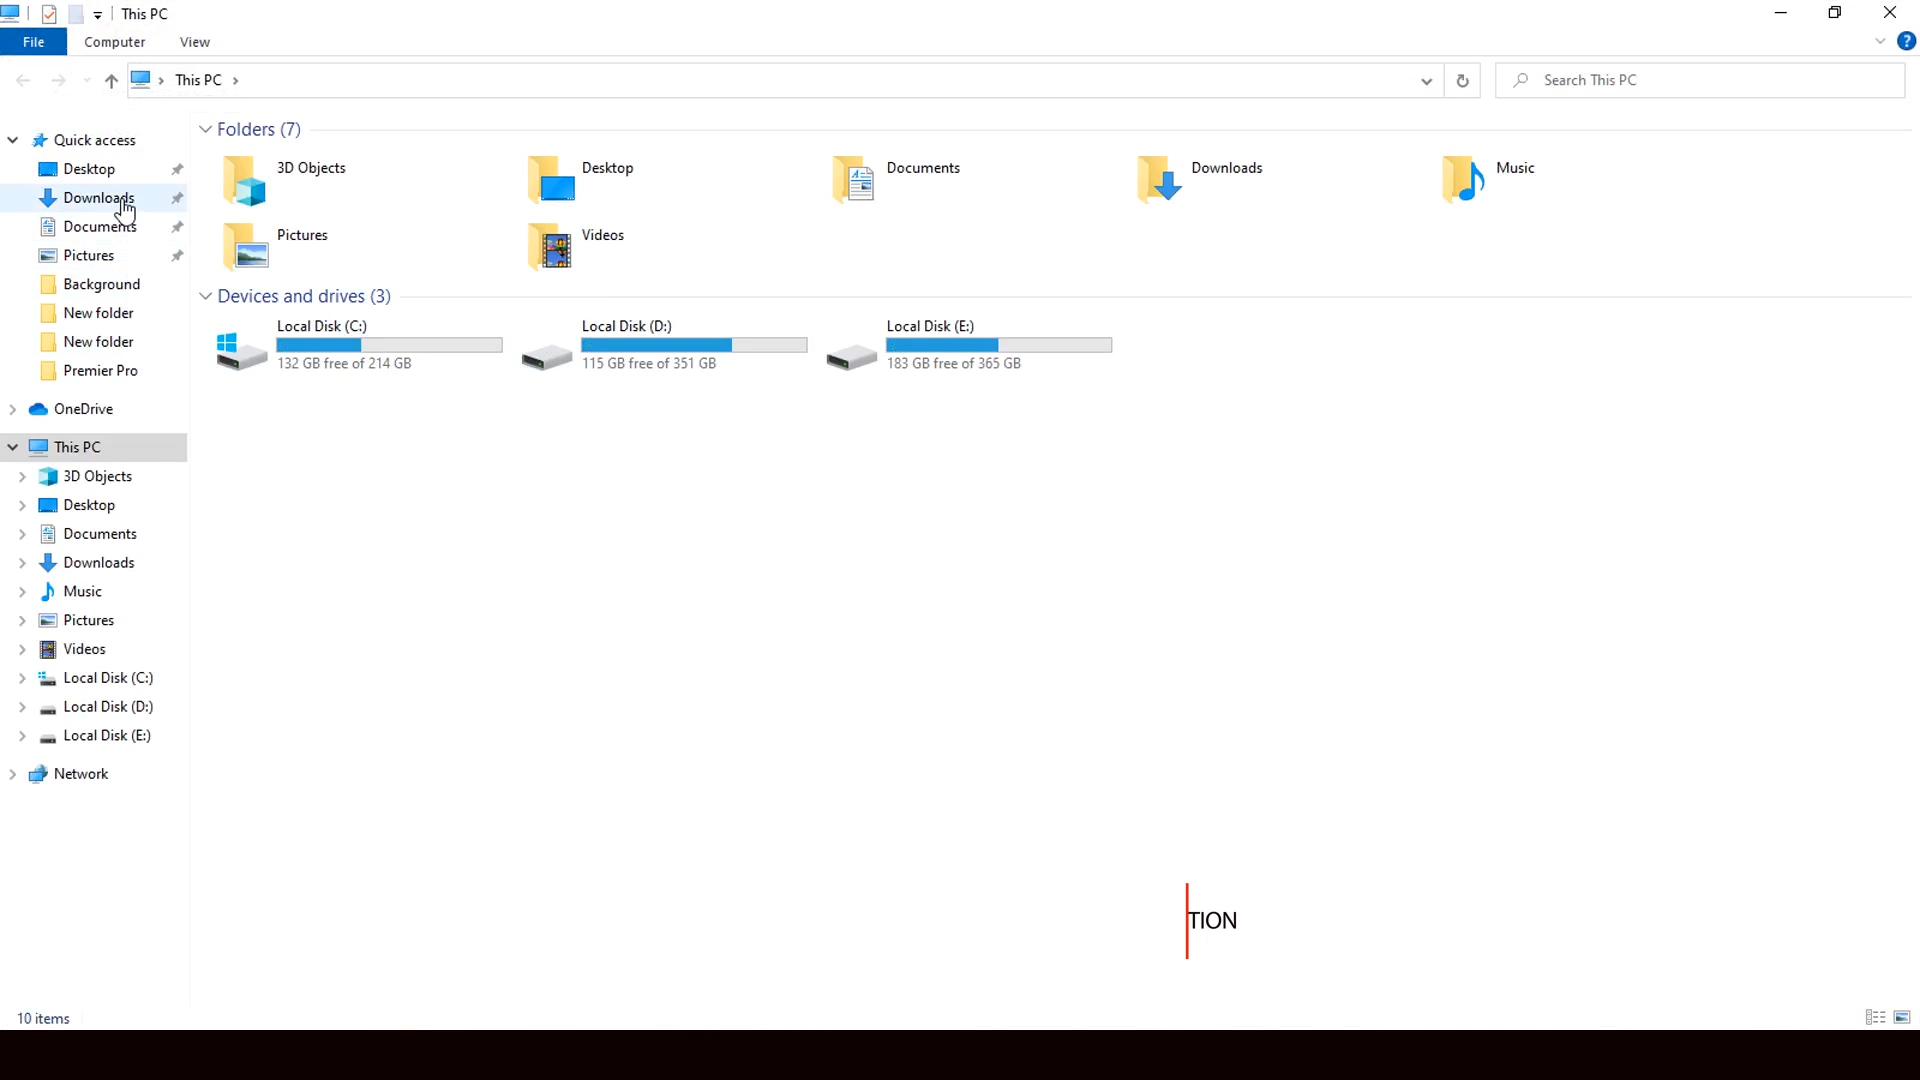 This PC
File Computer View
This PC
Search This PC
Quick access
Desktop
Downloads
Documents
Pictures
Background
New folder
New folder
Premier Pro
OneDrive
This PC
3D Objects
Desktop
Documents
Downloads
Music
Pictures
Videos
Local Disk (C:)
Local Disk (D:)
Local Disk (E:)
Network
Folders (7)
3D Objects
Desktop
Documents
Downloads
Music
Pictures
Videos
Devices and drives (3)
Local Disk (C:)
132 GB free of 214 GB
Local Disk (D:)
115 GB free of 351 GB
Local Disk (E:)
183 GB free of 365 GB
TION
10 items